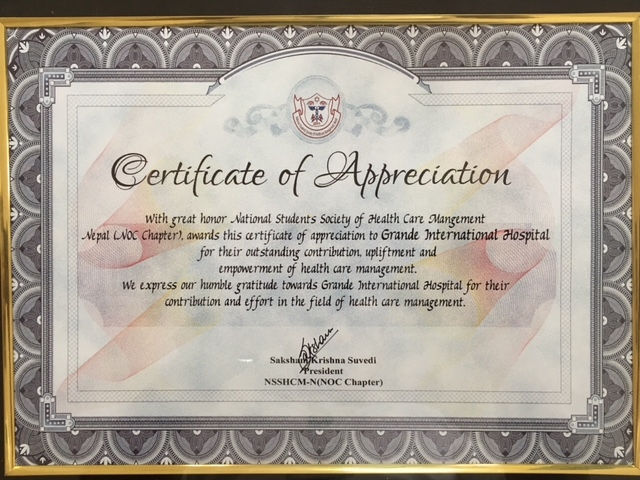 Certificate of Appreciation
With great honor National Students Society of Health Care Mangement
Nepal (NOC Chapter), awards this certificate of appreciation to Grande International Hospital
for their outstanding contribution, upliftment and
empowerment of health care management.
We express our humble gratitude towards Grande International Hospital for their
contribution and effort in the field of health care management.
Saksham Krishna Suvedi
President
NSSHCM-N(NOC Chapter)